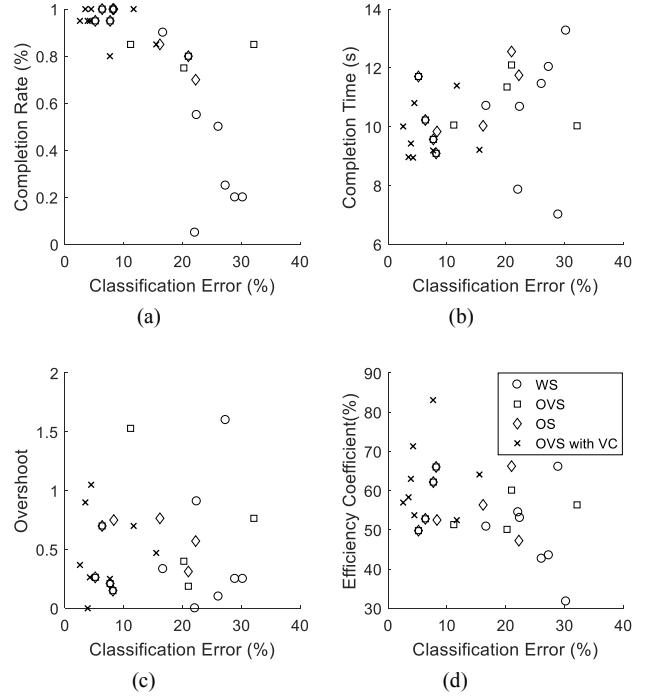 Completion Rate (%)
1
0.8
0.6
0.4
0.2
0
0 10 20 30 40
Classification Error (%)
(a)
Completion Time (s)
14
12
10
8
6
0 10 20 30 40
Classification Error (%)
(b)
Overshoot
2
1.5
1
0.5
0
0 10 20 30 40
Classification Error (%)
(c)
Efficiency Coefficient(%)
90
80
70
60
50
40
30
0 10 20 30 40
WS
OVS
OS
OVS with VC
Classification Error (%)
(d)